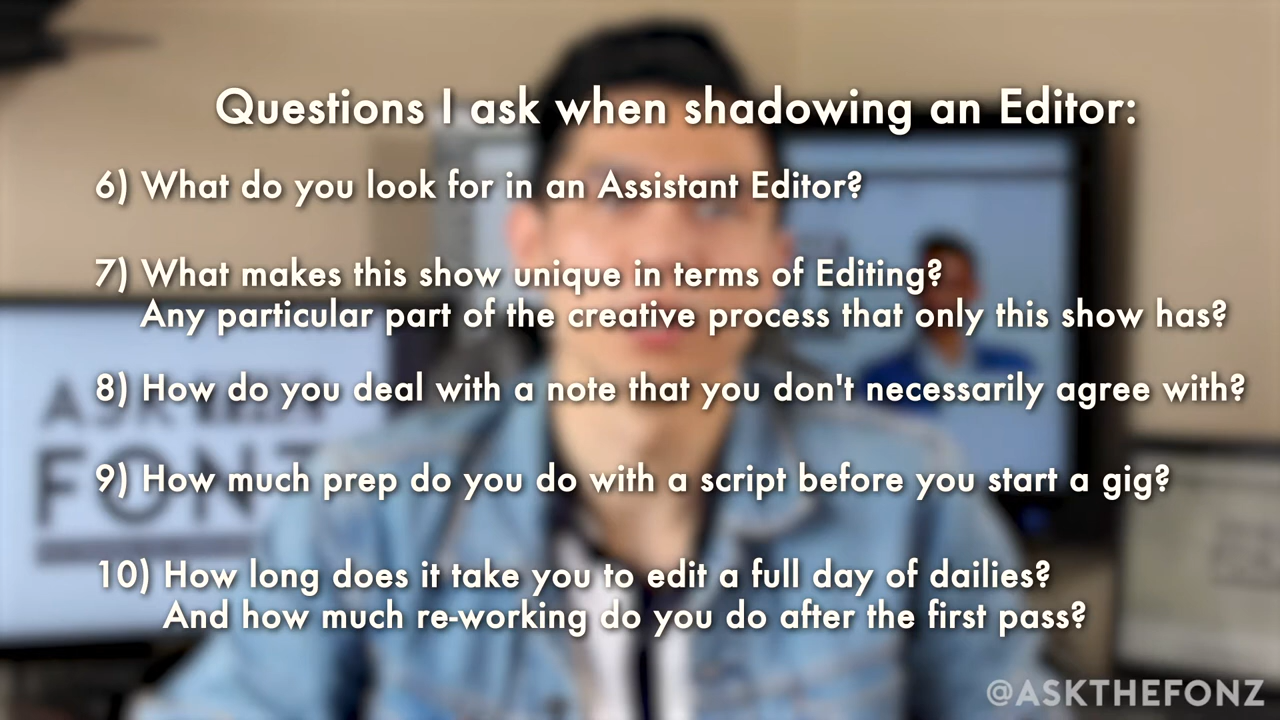 Questions I ask when shadowing an Editor:
6) What do you look for in an Assistant Editor?
7) What makes this show unique in terms of Editing?
Any particular part of the creative process that only this show has?
8) How do you deal with a note that you don't necessarily agree with?
9) How much prep do you do with a script before you start a gig?
10) How long does it take you to edit a full day of dailies?
And how much re-working do you do after the first pass?
ASK THE
FONZ
@ASKTHEFONZ